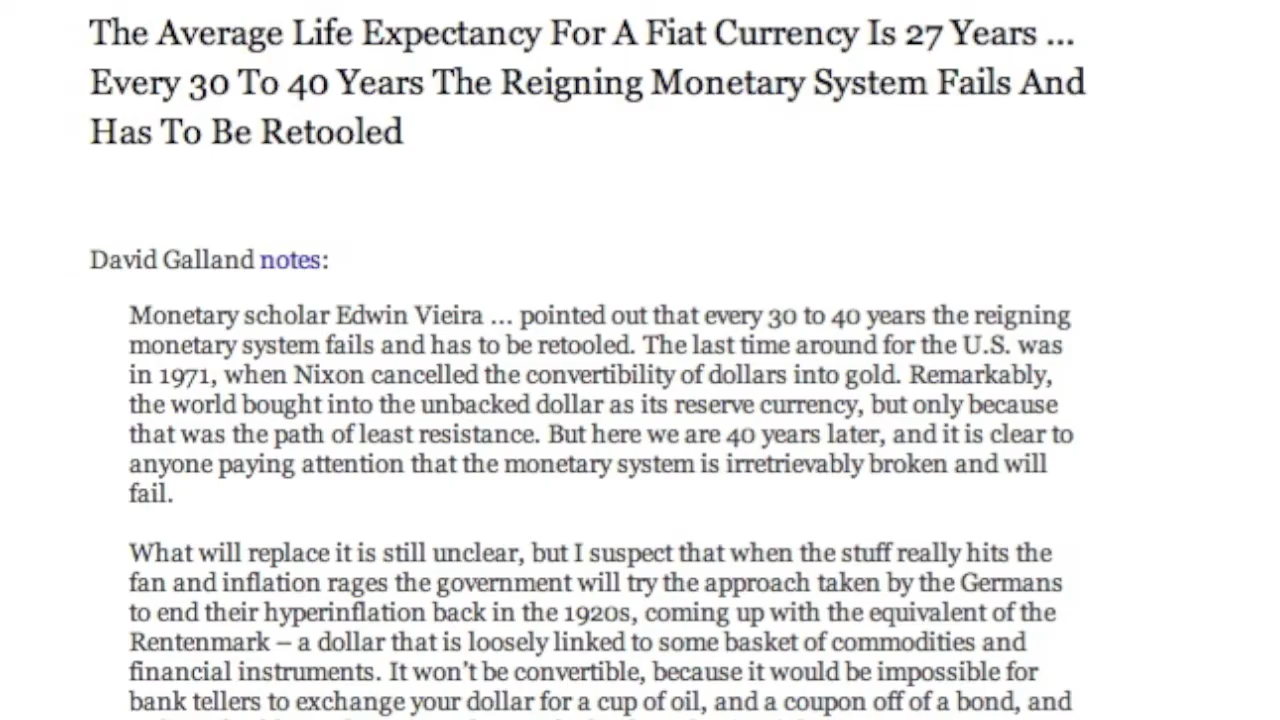 The Average Life Expectancy For A Fiat Currency Is 27 Years ...
Every 30 To 40 Years The Reigning Monetary System Fails And
Has To Be Retooled
David Galland notes:
Monetary scholar Edwin Vieira ... pointed out that every 30 to 40 years the reigning
monetary system fails and has to be retooled. The last time around for the U.S. was
in 1971, when Nixon cancelled the convertibility of dollars into gold. Remarkably,
the world bought into the unbacked dollar as its reserve currency, but only because
that was the path of least resistance. But here we are 40 years later, and it is clear to
anyone paying attention that the monetary system is irretrievably broken and will
fail.
What will replace it is still unclear, but I suspect that when the stuff really hits the
fan and inflation rages the government will try the approach taken by the Germans
to end their hyperinflation back in the 1920s, coming up with the equivalent of the
Rentenmark – a dollar that is loosely linked to some basket of commodities and
financial instruments. It won't be convertible, because it would be impossible for
bank tellers to exchange your dollar for a cup of oil, and a coupon off of a bond, and